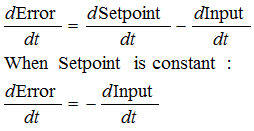 dError/dt = dSetpoint/dt − dInput/dt
When Setpoint is constant :
dError/dt = − dInput/dt